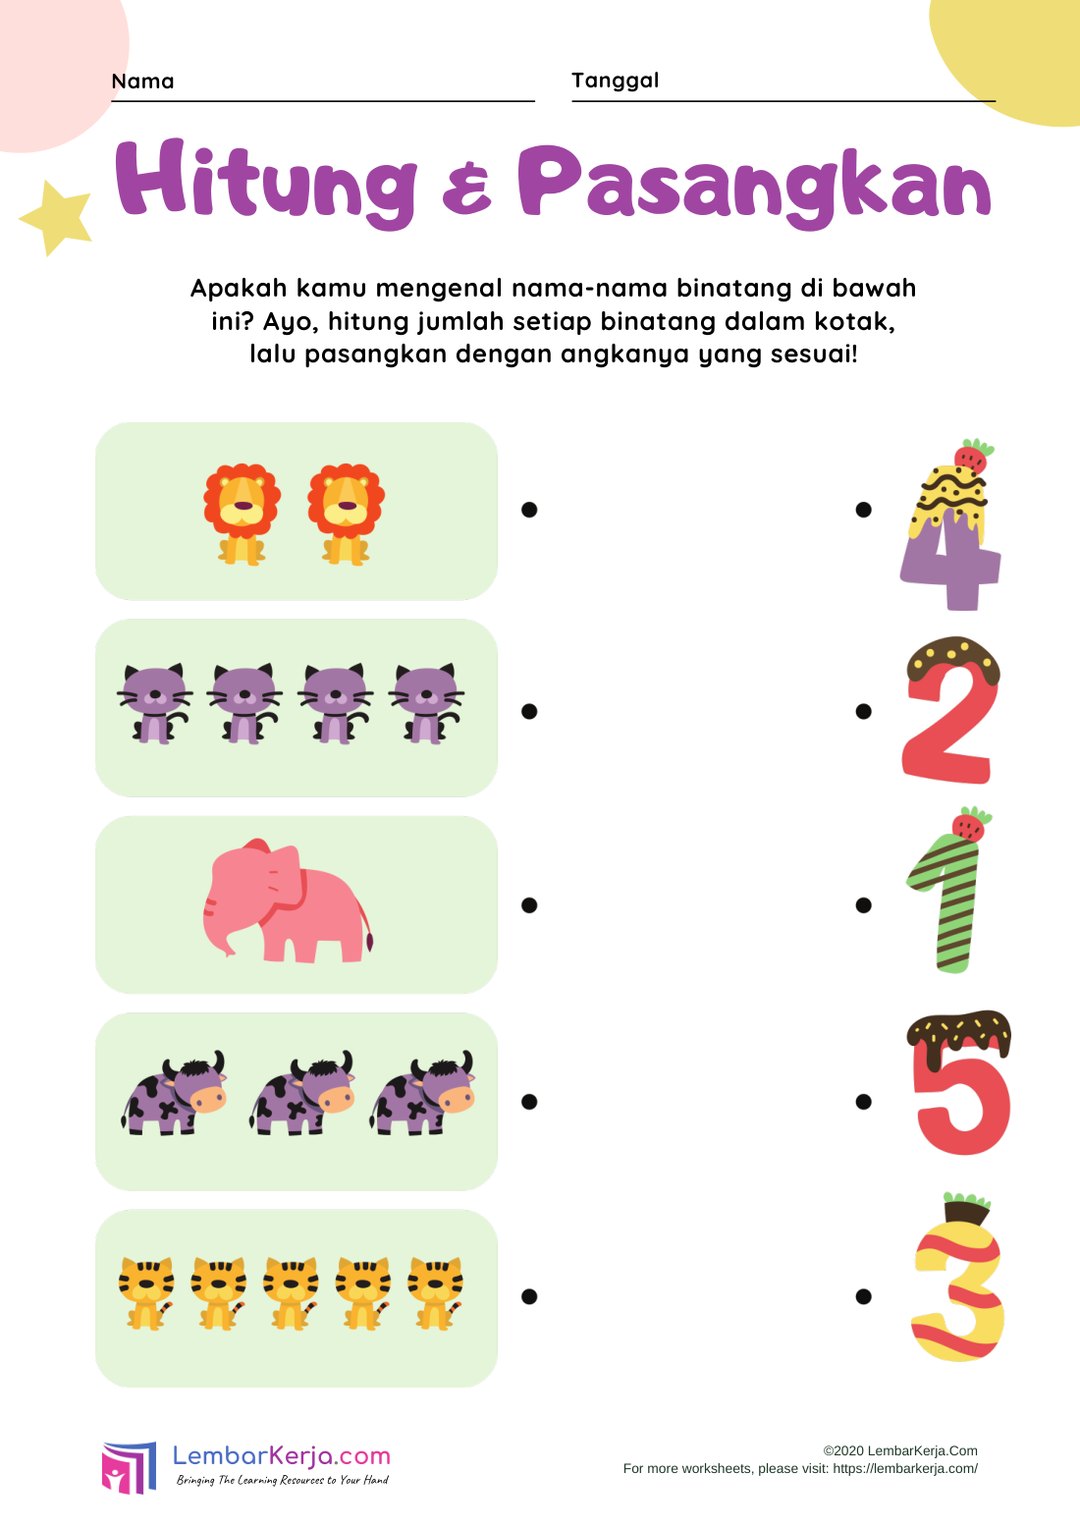 Nama
Tanggal
Hitung & Pasangkan
Apakah kamu mengenal nama-nama binatang di bawah
ini? Ayo, hitung jumlah setiap binatang dalam kotak,
lalu pasangkan dengan angkanya yang sesuai!
4
2
1
5
3
LembarKerja.com
Bringing The Learning Resources to Your Hand
©2020 LembarKerja.Com
For more worksheets, please visit: https://lembarkerja.com/